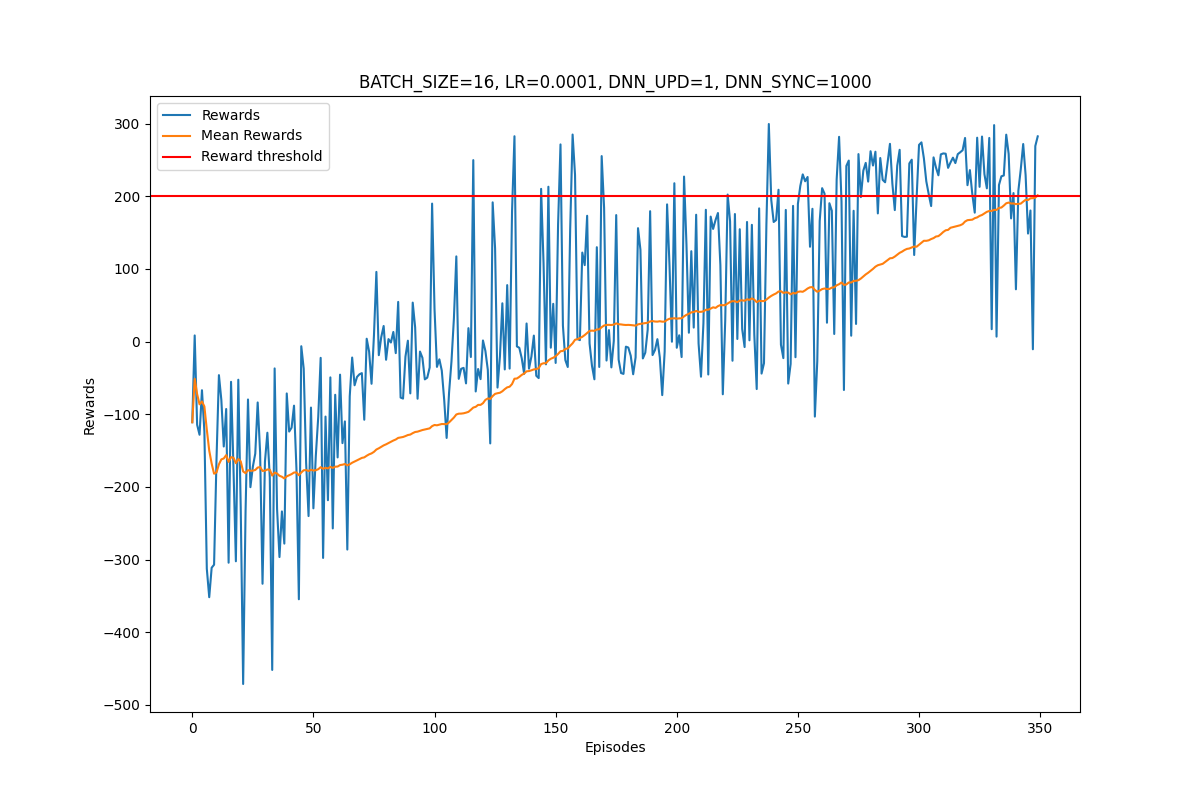 BATCH_SIZE=16, LR=0.0001, DNN_UPD=1, DNN_SYNC=1000
Rewards
Mean Rewards
Reward threshold
300
200
100
0
−100
−200
−300
−400
−500
Rewards
0
50
100
150
200
250
300
350
Episodes